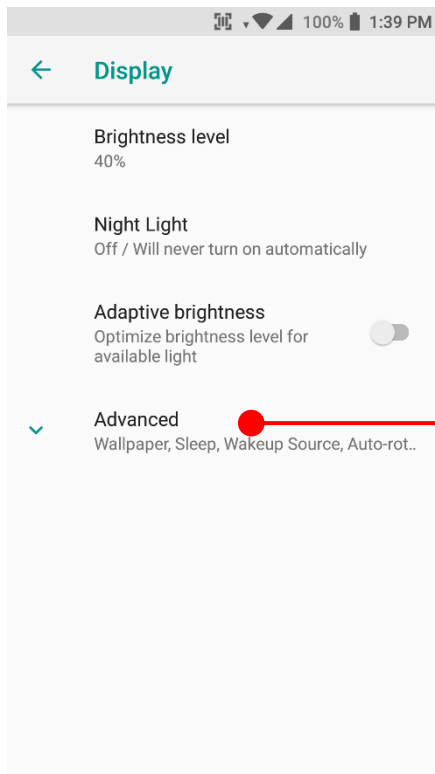 100% 1:39 PM
Display
Brightness level
40%
Night Light
Off / Will never turn on automatically
Adaptive brightness
Optimize brightness level for
available light
Advanced
Wallpaper, Sleep, Wakeup Source, Auto-rot..